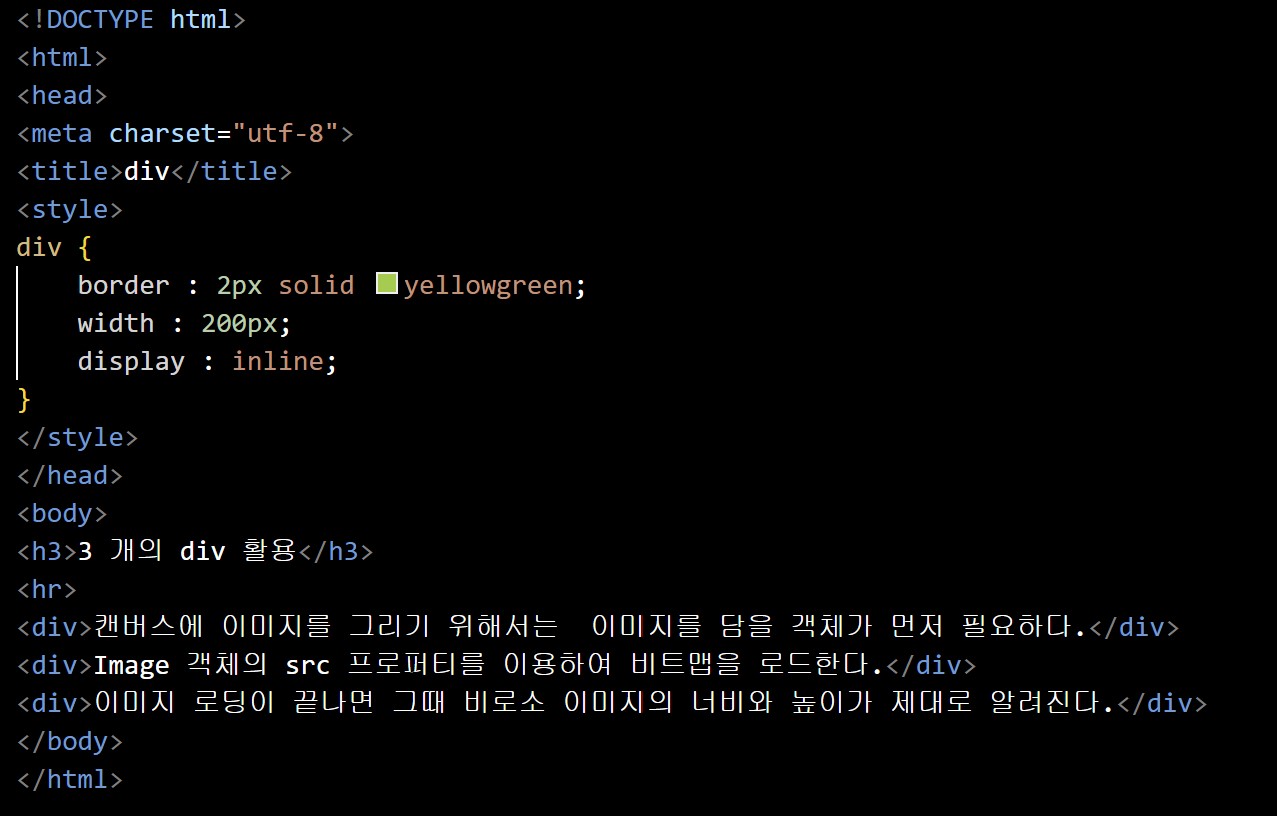 <!DOCTYPE html>
<html>
<head>
<meta charset="utf-8">
<title>div</title>
<style>
div {
    border : 2px solid yellowgreen;
    width : 200px;
    display : inline;
}
</style>
</head>
<body>
<h3>3 개의 div 활용</h3>
<hr>
<div>캔버스에 이미지를 그리기 위해서는  이미지를 담을 객체가 먼저 필요하다.</div>
<div>Image 객체의 src 프로퍼티를 이용하여 비트맵을 로드한다.</div>
<div>이미지 로딩이 끝나면 그때 비로소 이미지의 너비와 높이가 제대로 알려진다.</div>
</body>
</html>